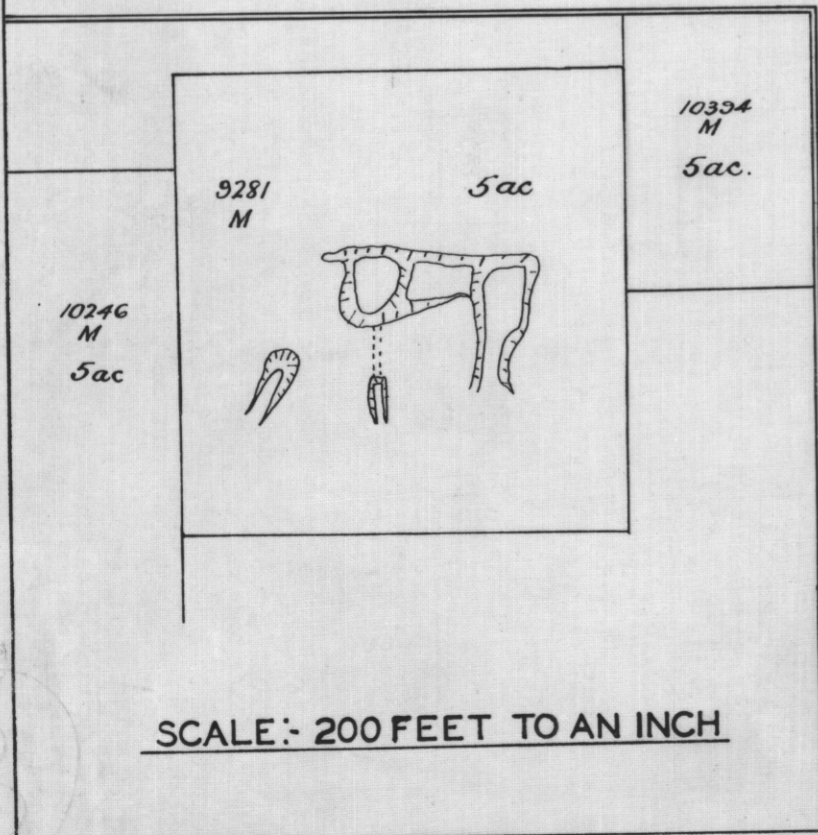 10394
M
5ac.
9281
M
5ac
10246
M
5ac
SCALE:- 200 FEET TO AN INCH